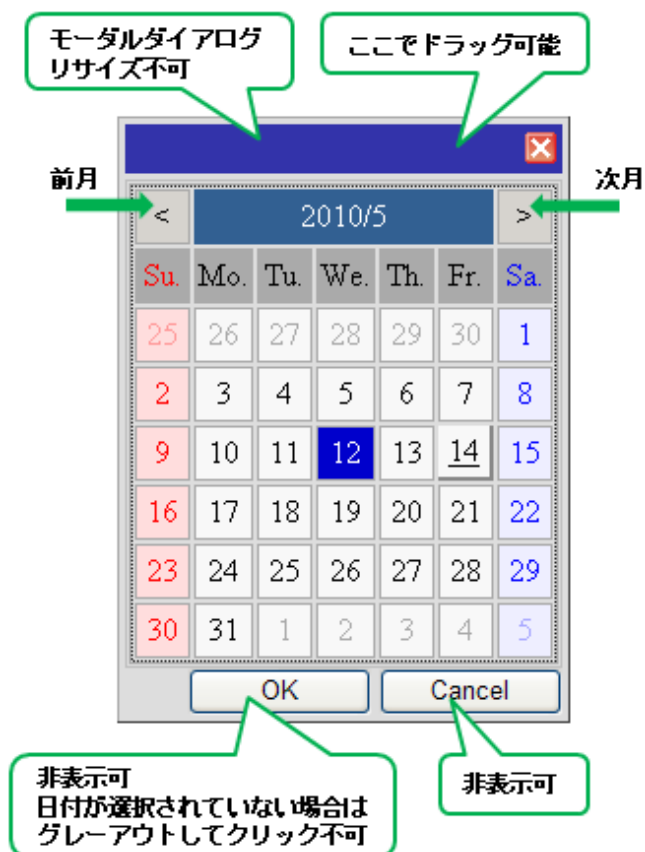 モーダルダイアログ
リサイズ不可
ここでドラッグ可能
前月
次月
< 2010/5 >
Su. Mo. Tu. We. Th. Fr. Sa.
25 26 27 28 29 30 1
2 3 4 5 6 7 8
9 10 11 12 13 14 15
16 17 18 19 20 21 22
23 24 25 26 27 28 29
30 31 1 2 3 4 5
OK Cancel
非表示可
日付が選択されていない場合は
グレーアウトしてクリック不可
非表示可